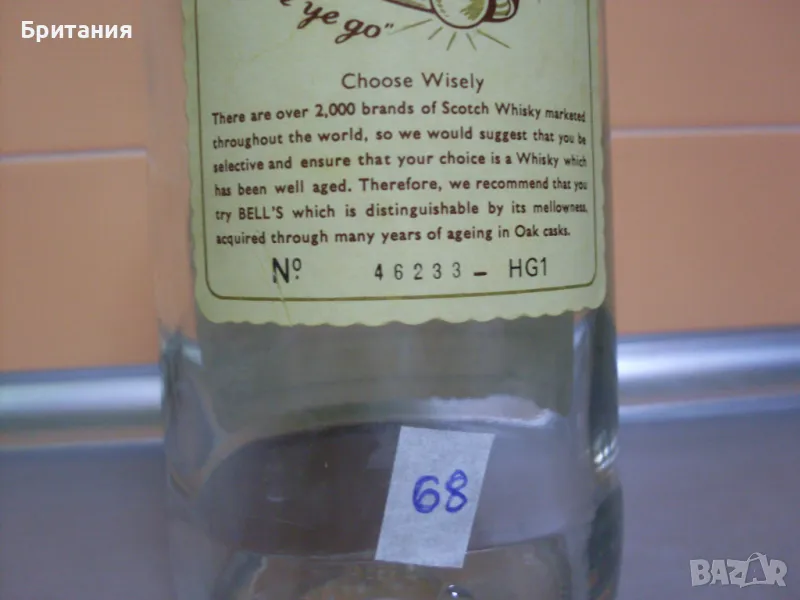 Британия
ye go"
Choose Wisely
There are over 2,000 brands of Scotch Whisky marketed
throughout the world, so we would suggest that you be
selective and ensure that your choice is a Whisky which
has been well aged. Therefore, we recommend that you
try BELL'S which is distinguishable by its mellowness,
acquired through many years of ageing in Oak casks.
Nº 46233 - HG1
68
BAZAR